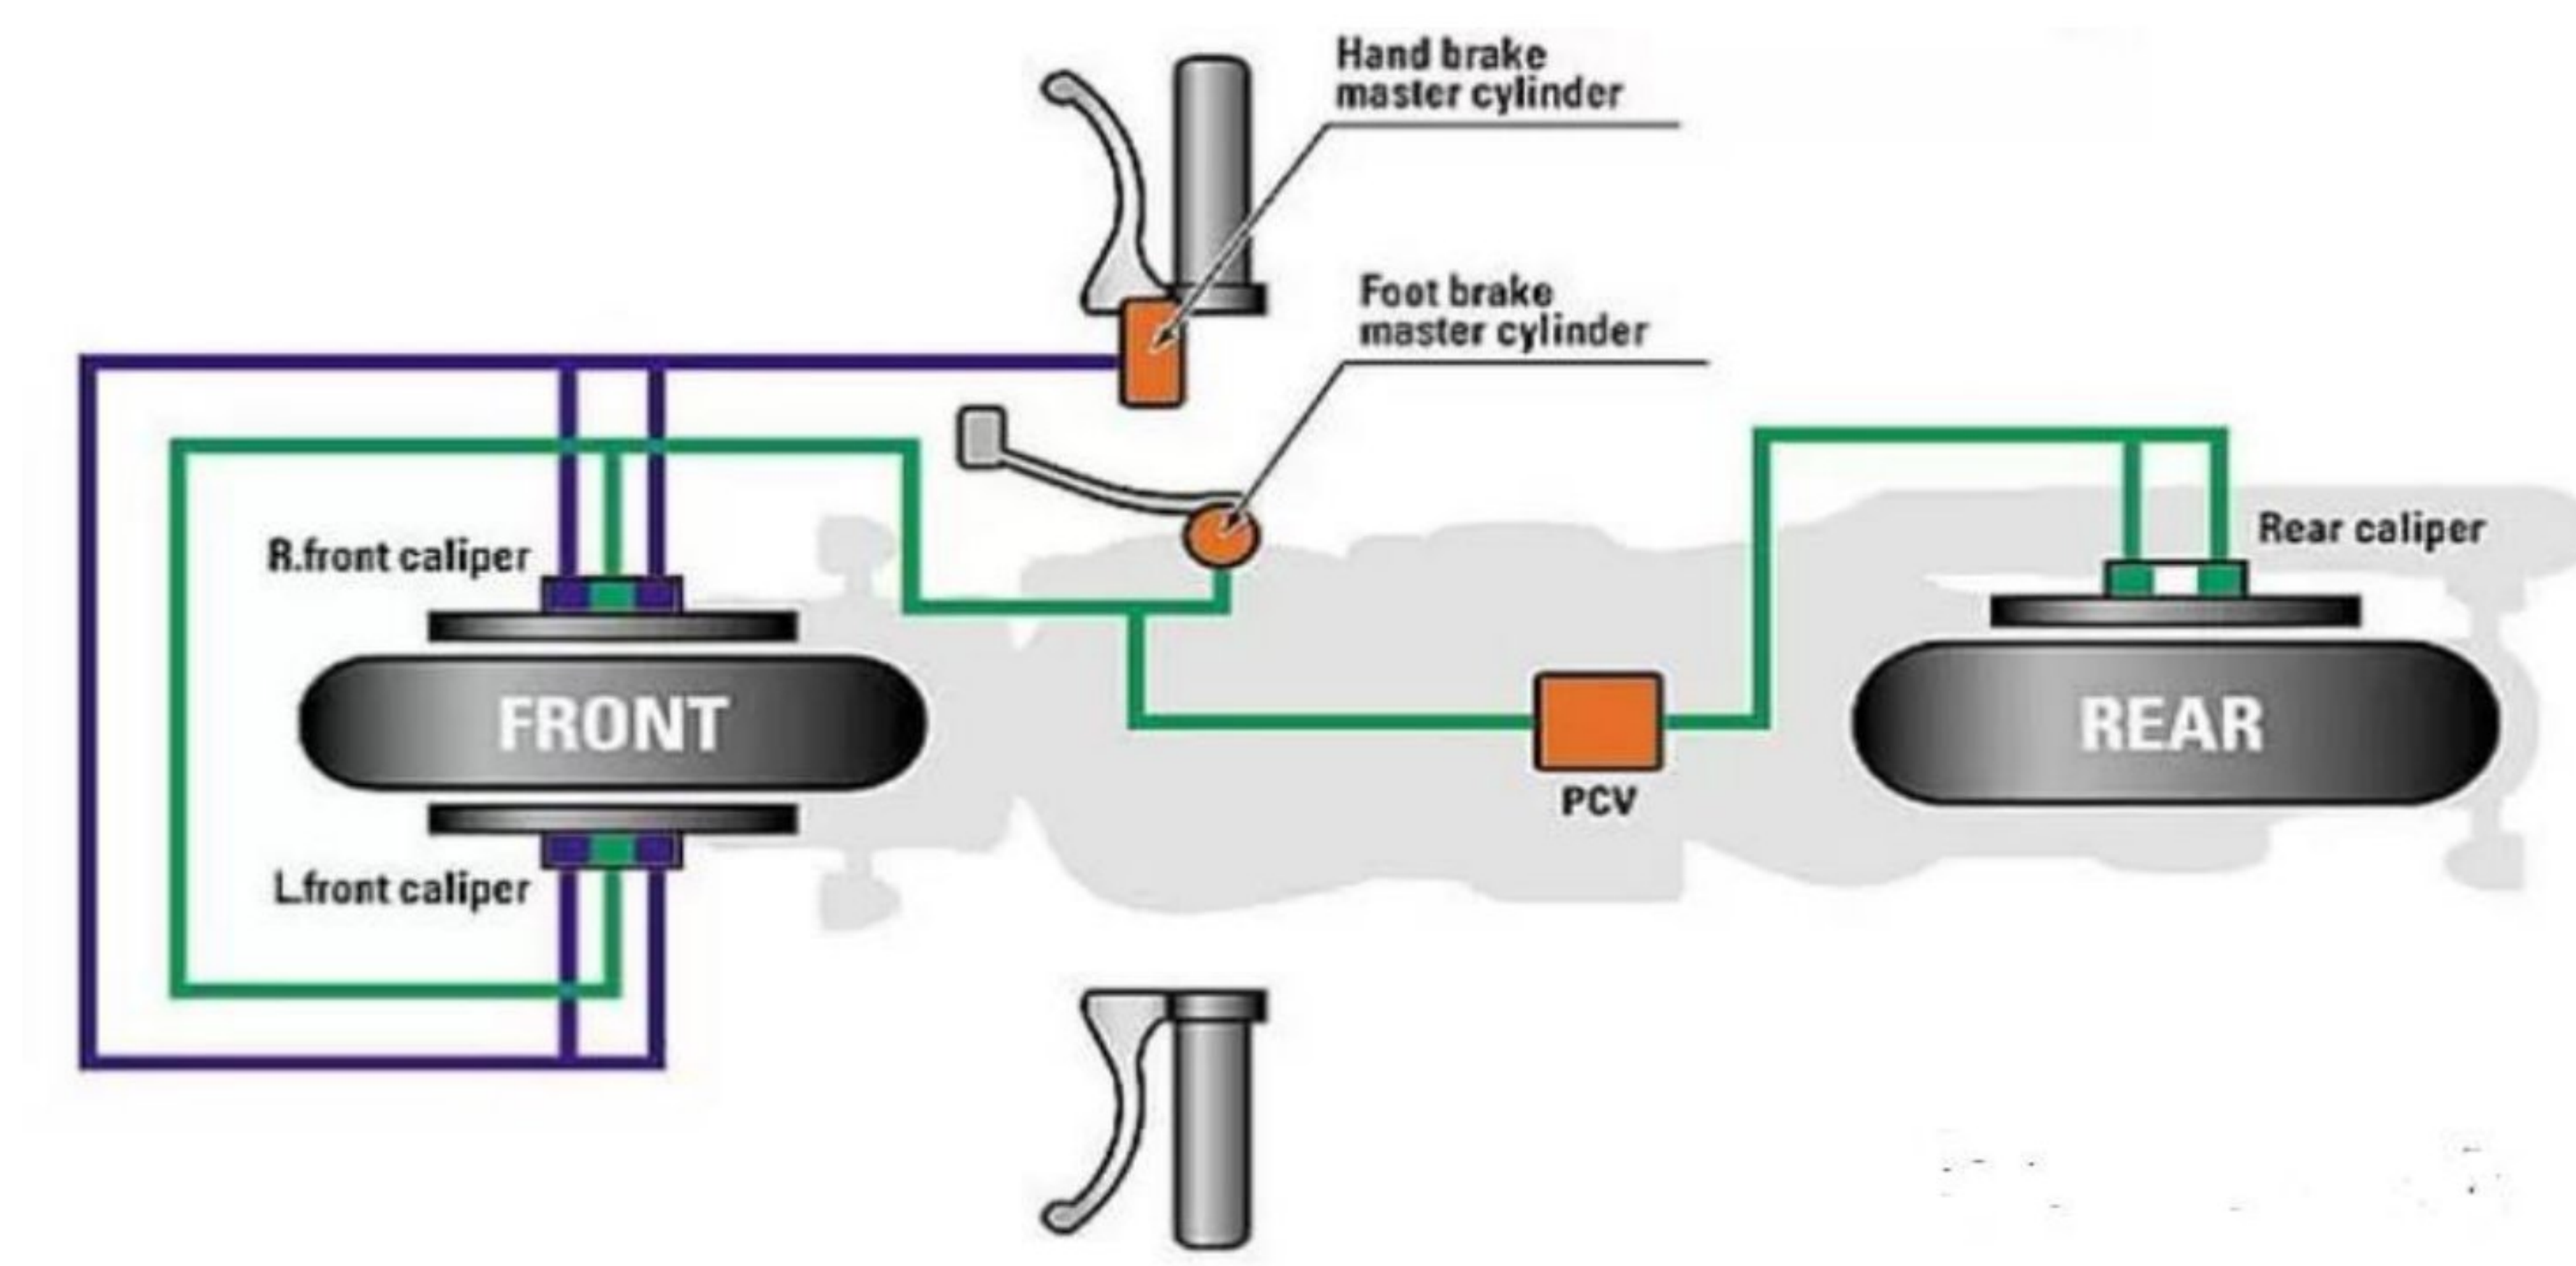 Hand brake
master cylinder
Foot brake
master cylinder
R.front caliper
Rear caliper
FRONT
REAR
PCV
L.front caliper